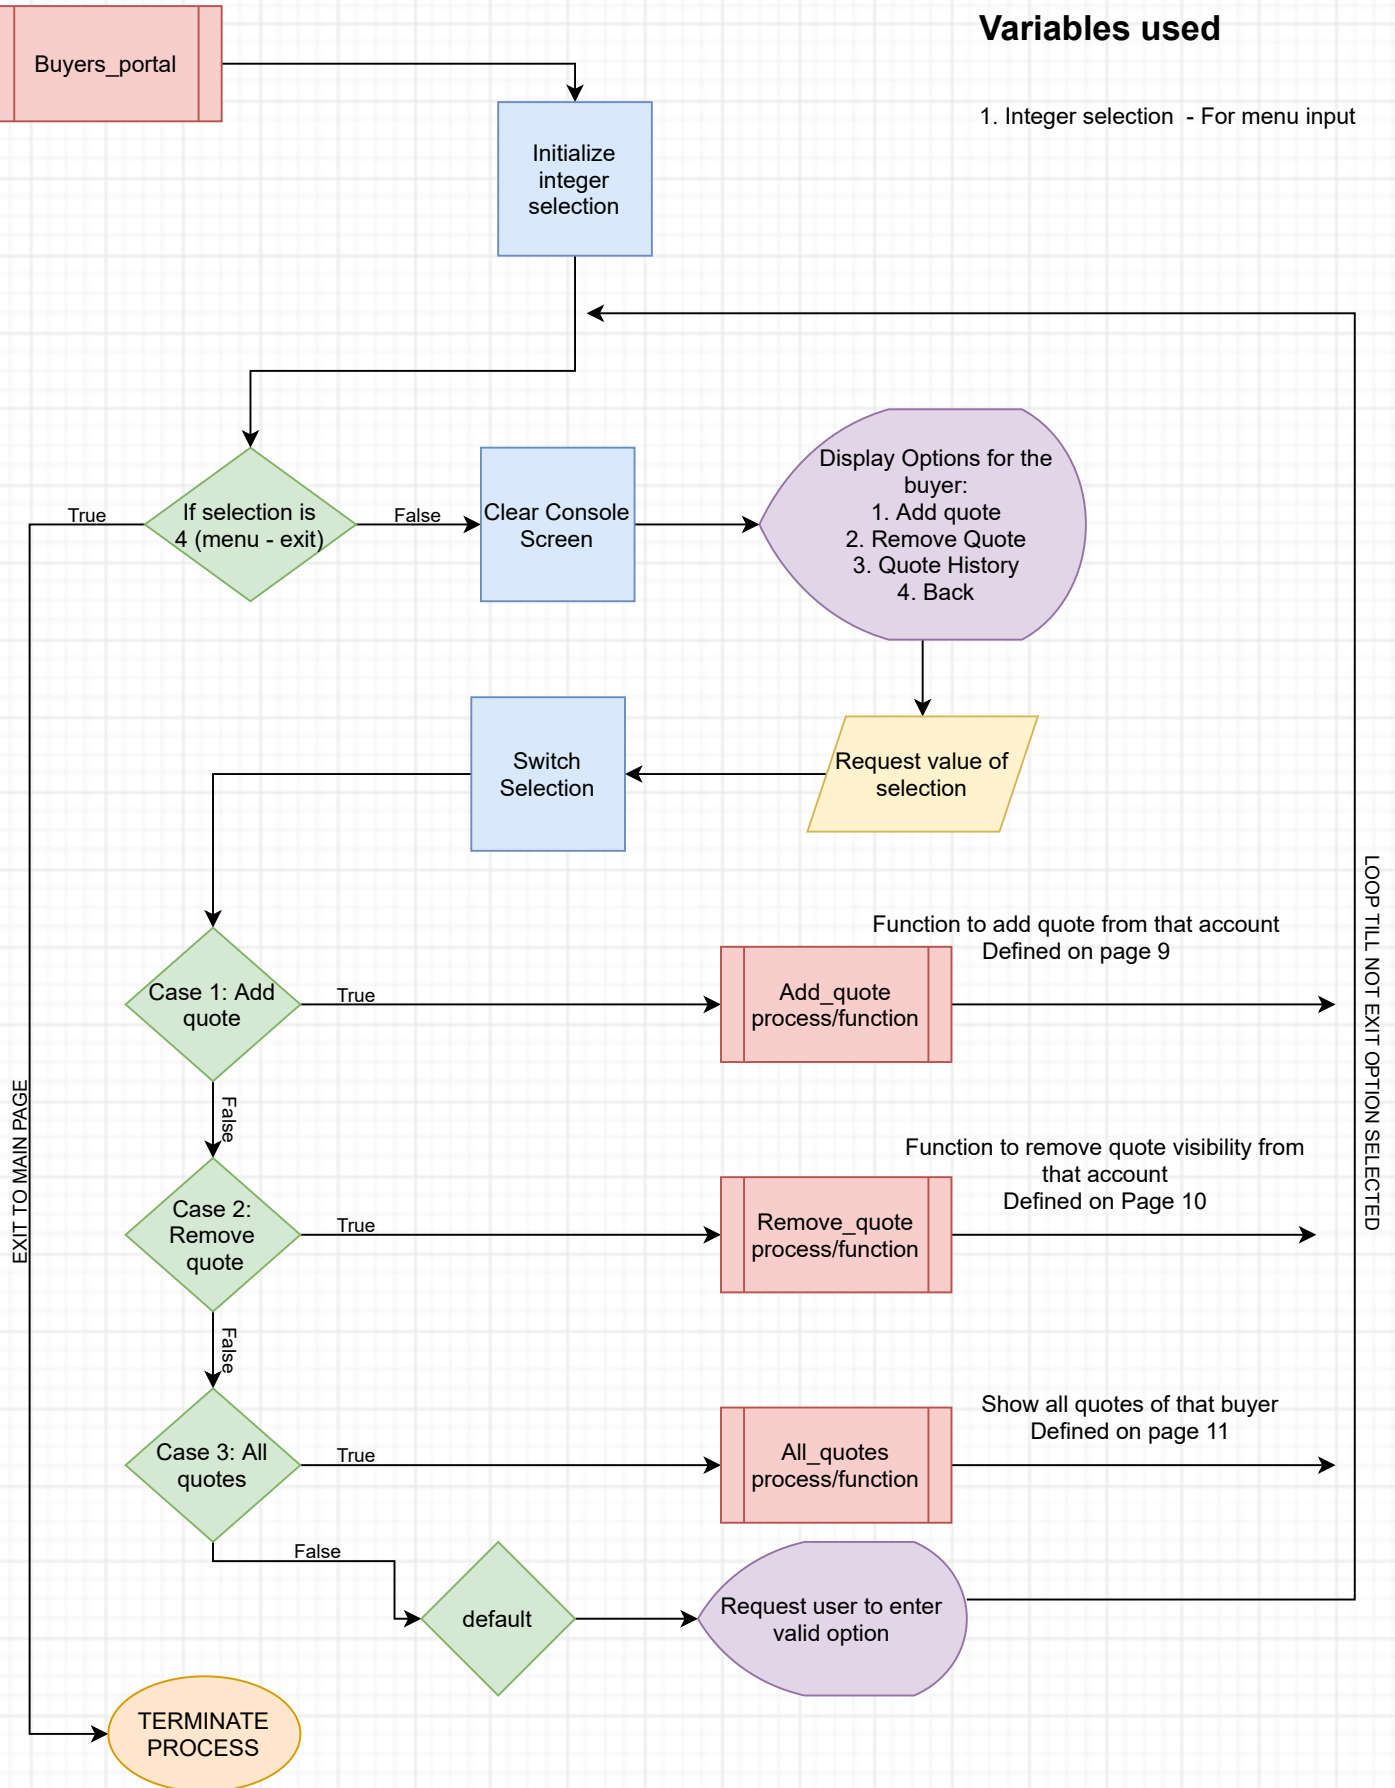 Variables used
Buyers_portal
1. Integer selection  - For menu input
Initialize
integer
selection
If selection is
4 (menu - exit)
True
False
Clear Console
Screen
Display Options for the
buyer:
1. Add quote
2. Remove Quote
3. Quote History
4. Back
Switch
Selection
Request value of
selection
Function to add quote from that account
Defined on page 9
Case 1: Add
quote
True
Add_quote
process/function
False
Function to remove quote visibility from
that account
Defined on Page 10
Case 2:
Remove
quote
True
Remove_quote
process/function
False
Show all quotes of that buyer
Defined on page 11
Case 3: All
quotes
True
All_quotes
process/function
False
default
Request user to enter
valid option
TERMINATE
PROCESS
EXIT TO MAIN PAGE
LOOP TILL NOT EXIT OPTION SELECTED